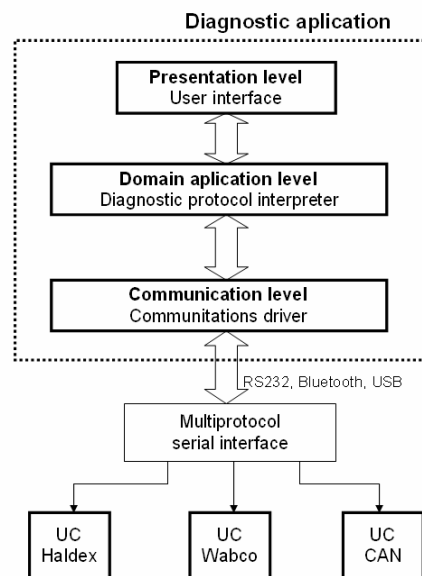 Diagnostic aplication
Presentation level
User interface
Domain aplication level
Diagnostic protocol interpreter
Communication level
Communitations driver
RS232, Bluetooth, USB
Multiprotocol
serial interface
UC
Haldex
UC
Wabco
UC
CAN